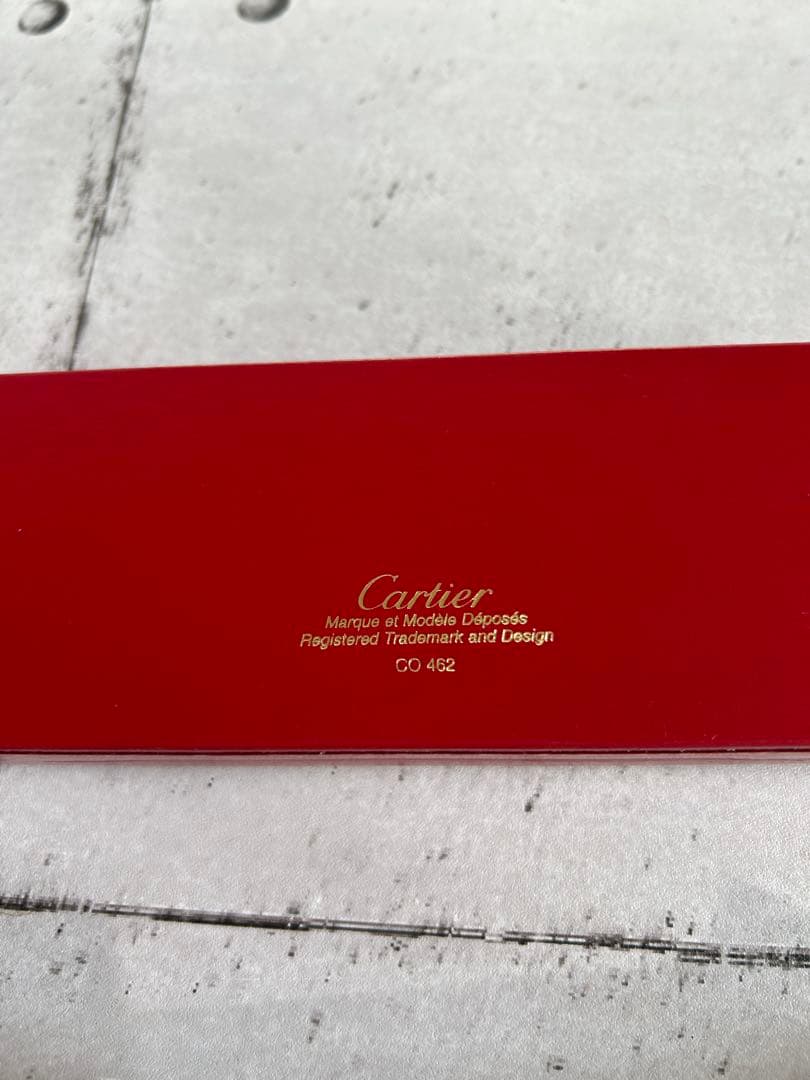 Cartier
Marque et Modèle Déposés
Registered Trademark and Design
CO 462